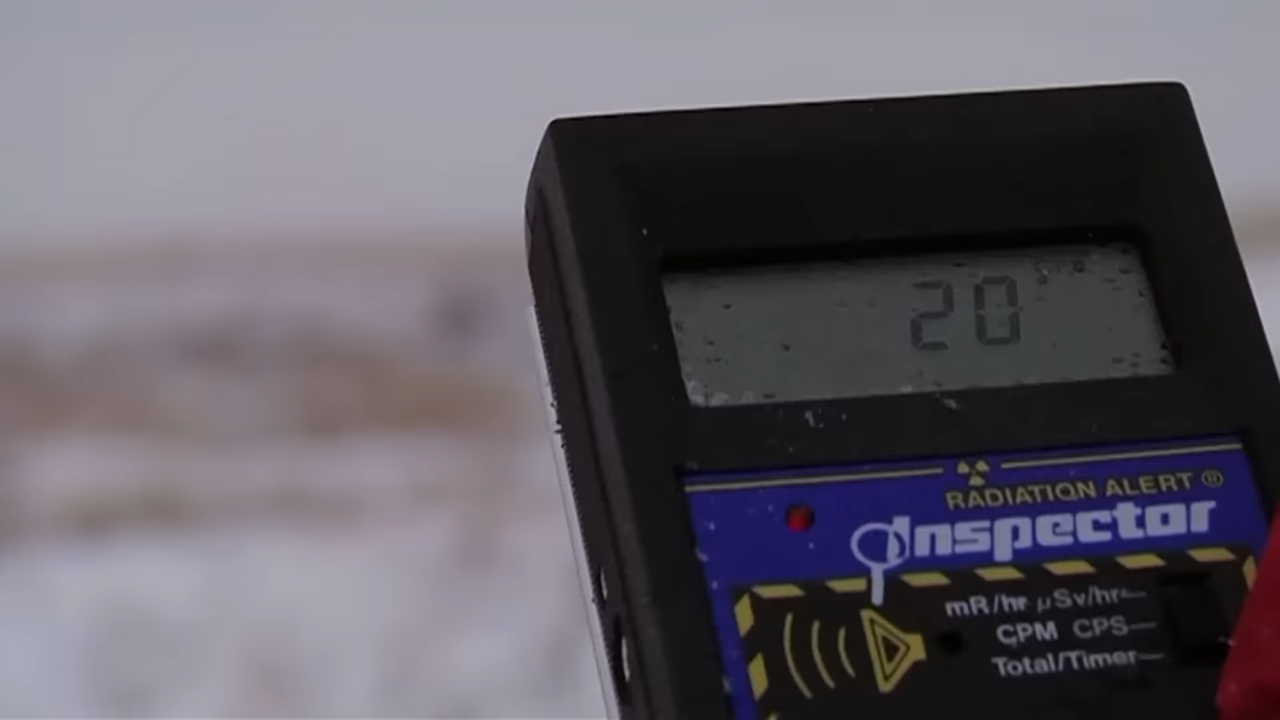 20
RADIATION ALERT ®
Inspector
mR/hr µSv/hr
CPM CPS
Total/Timer